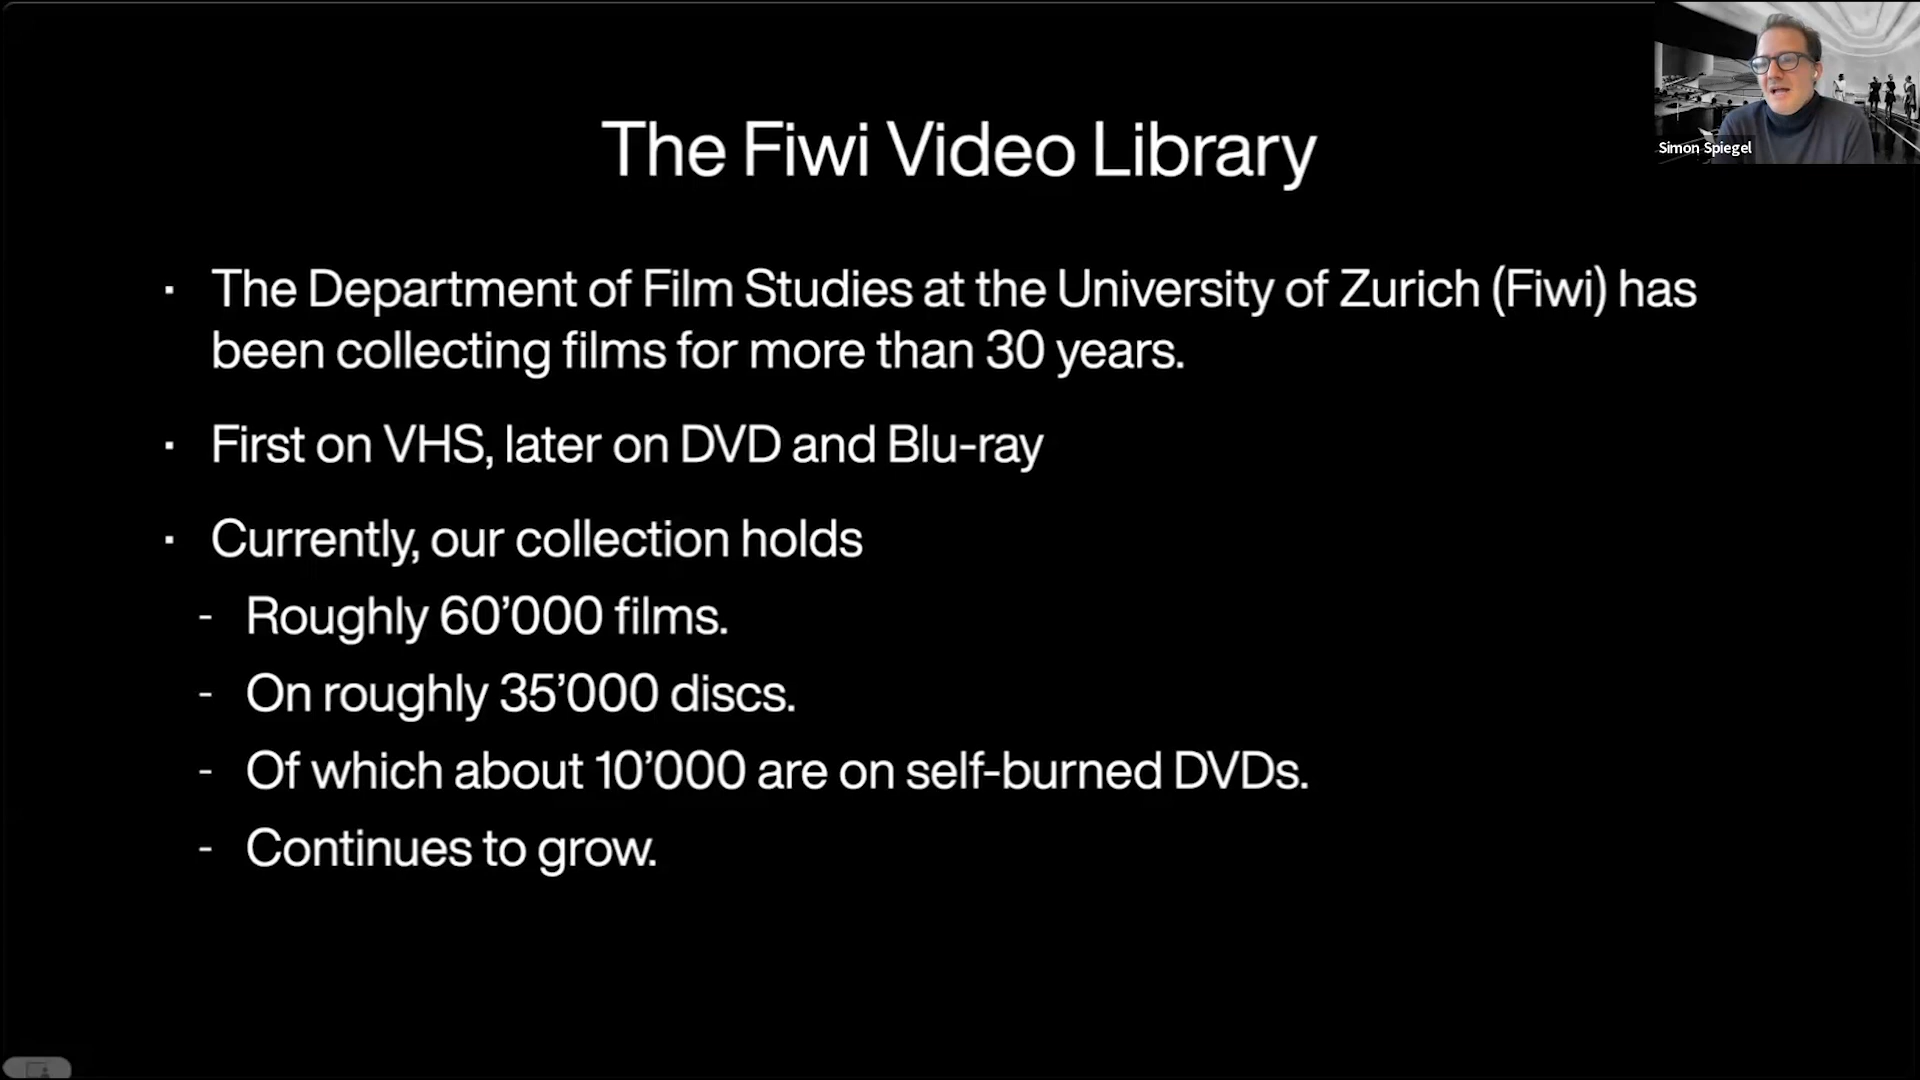 The Fiwi Video Library
Simon Spiegel
· The Department of Film Studies at the University of Zurich (Fiwi) has
been collecting films for more than 30 years.
· First on VHS, later on DVD and Blu-ray
· Currently, our collection holds
- Roughly 60’000 films.
- On roughly 35’000 discs.
- Of which about 10’000 are on self-burned DVDs.
- Continues to grow.